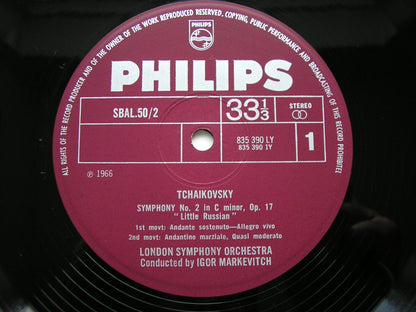 ALL RIGHTS OF THE RECORD PRODUCER AND OF THE OWNER OF THE WORK REPRODUCED RESERVED. COPYING, PUBLIC PERFORMANCE AND BROADCASTING OF THIS RECORD PROHIBITED
PHILIPS
PHILIPS
SBAL.50/2
33 1/3
STEREO
835 390 LY
835 390 1Y
1
℗ 1966
TCHAIKOVSKY
SYMPHONY No. 2 in C minor, Op. 17
"Little Russian"
1st movt: Andante sostenuto—Allegro vivo
2nd movt: Andantino marziale, Quasi moderato
LONDON SYMPHONY ORCHESTRA
Conducted by IGOR MARKEVITCH